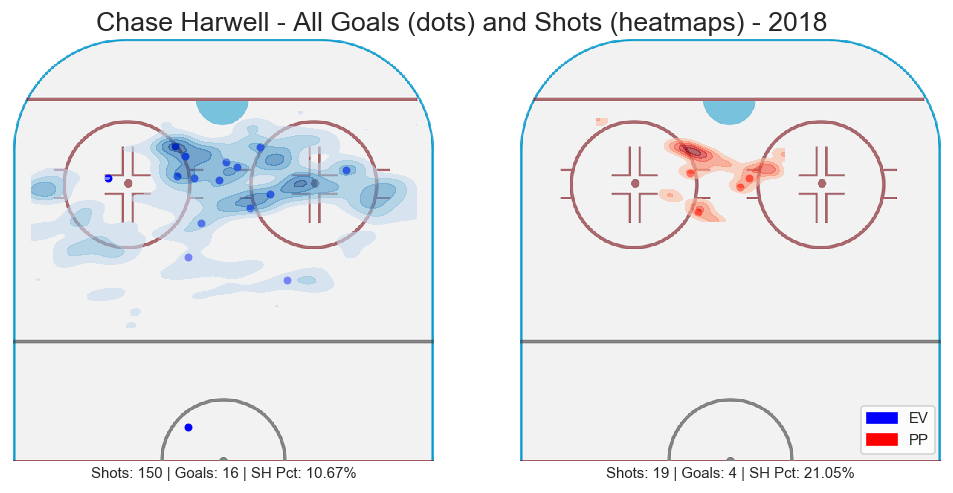 Chase Harwell - All Goals (dots) and Shots (heatmaps) - 2018
EV
PP
Shots: 150 | Goals: 16 | SH Pct: 10.67%
Shots: 19 | Goals: 4 | SH Pct: 21.05%